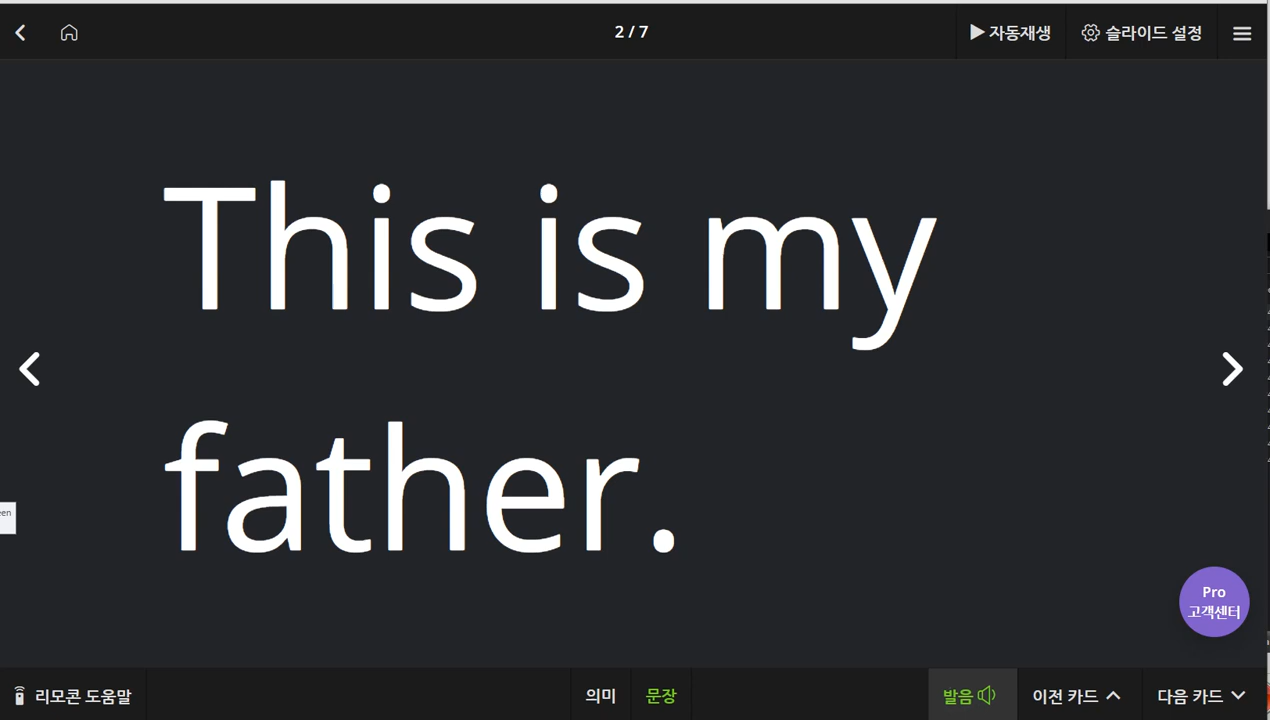 2 / 7
자동재생
슬라이드 설정
This is my
father.
een
Pro
고객센터
리모콘 도움말
의미
문장
발음
이전 카드
다음 카드